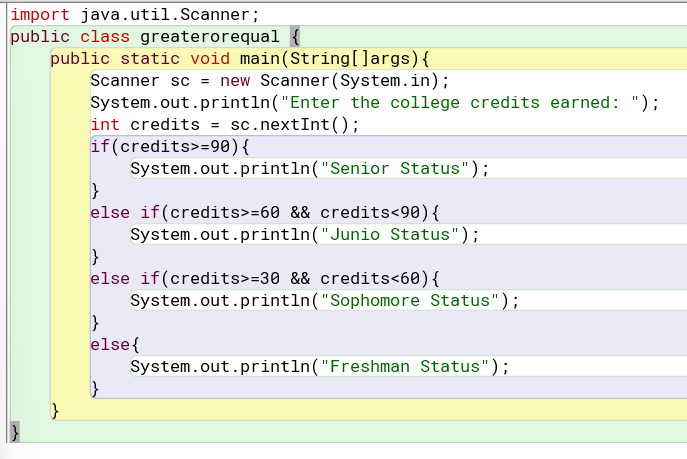 import java.util.Scanner;
public class greaterorequal {
    public static void main(String[]args){
        Scanner sc = new Scanner(System.in);
        System.out.println("Enter the college credits earned: ");
        int credits = sc.nextInt();
        if(credits>=90){
            System.out.println("Senior Status");
        }
        else if(credits>=60 && credits<90){
            System.out.println("Junio Status");
        }
        else if(credits>=30 && credits<60){
            System.out.println("Sophomore Status");
        }
        else{
            System.out.println("Freshman Status");
        }
    }
}